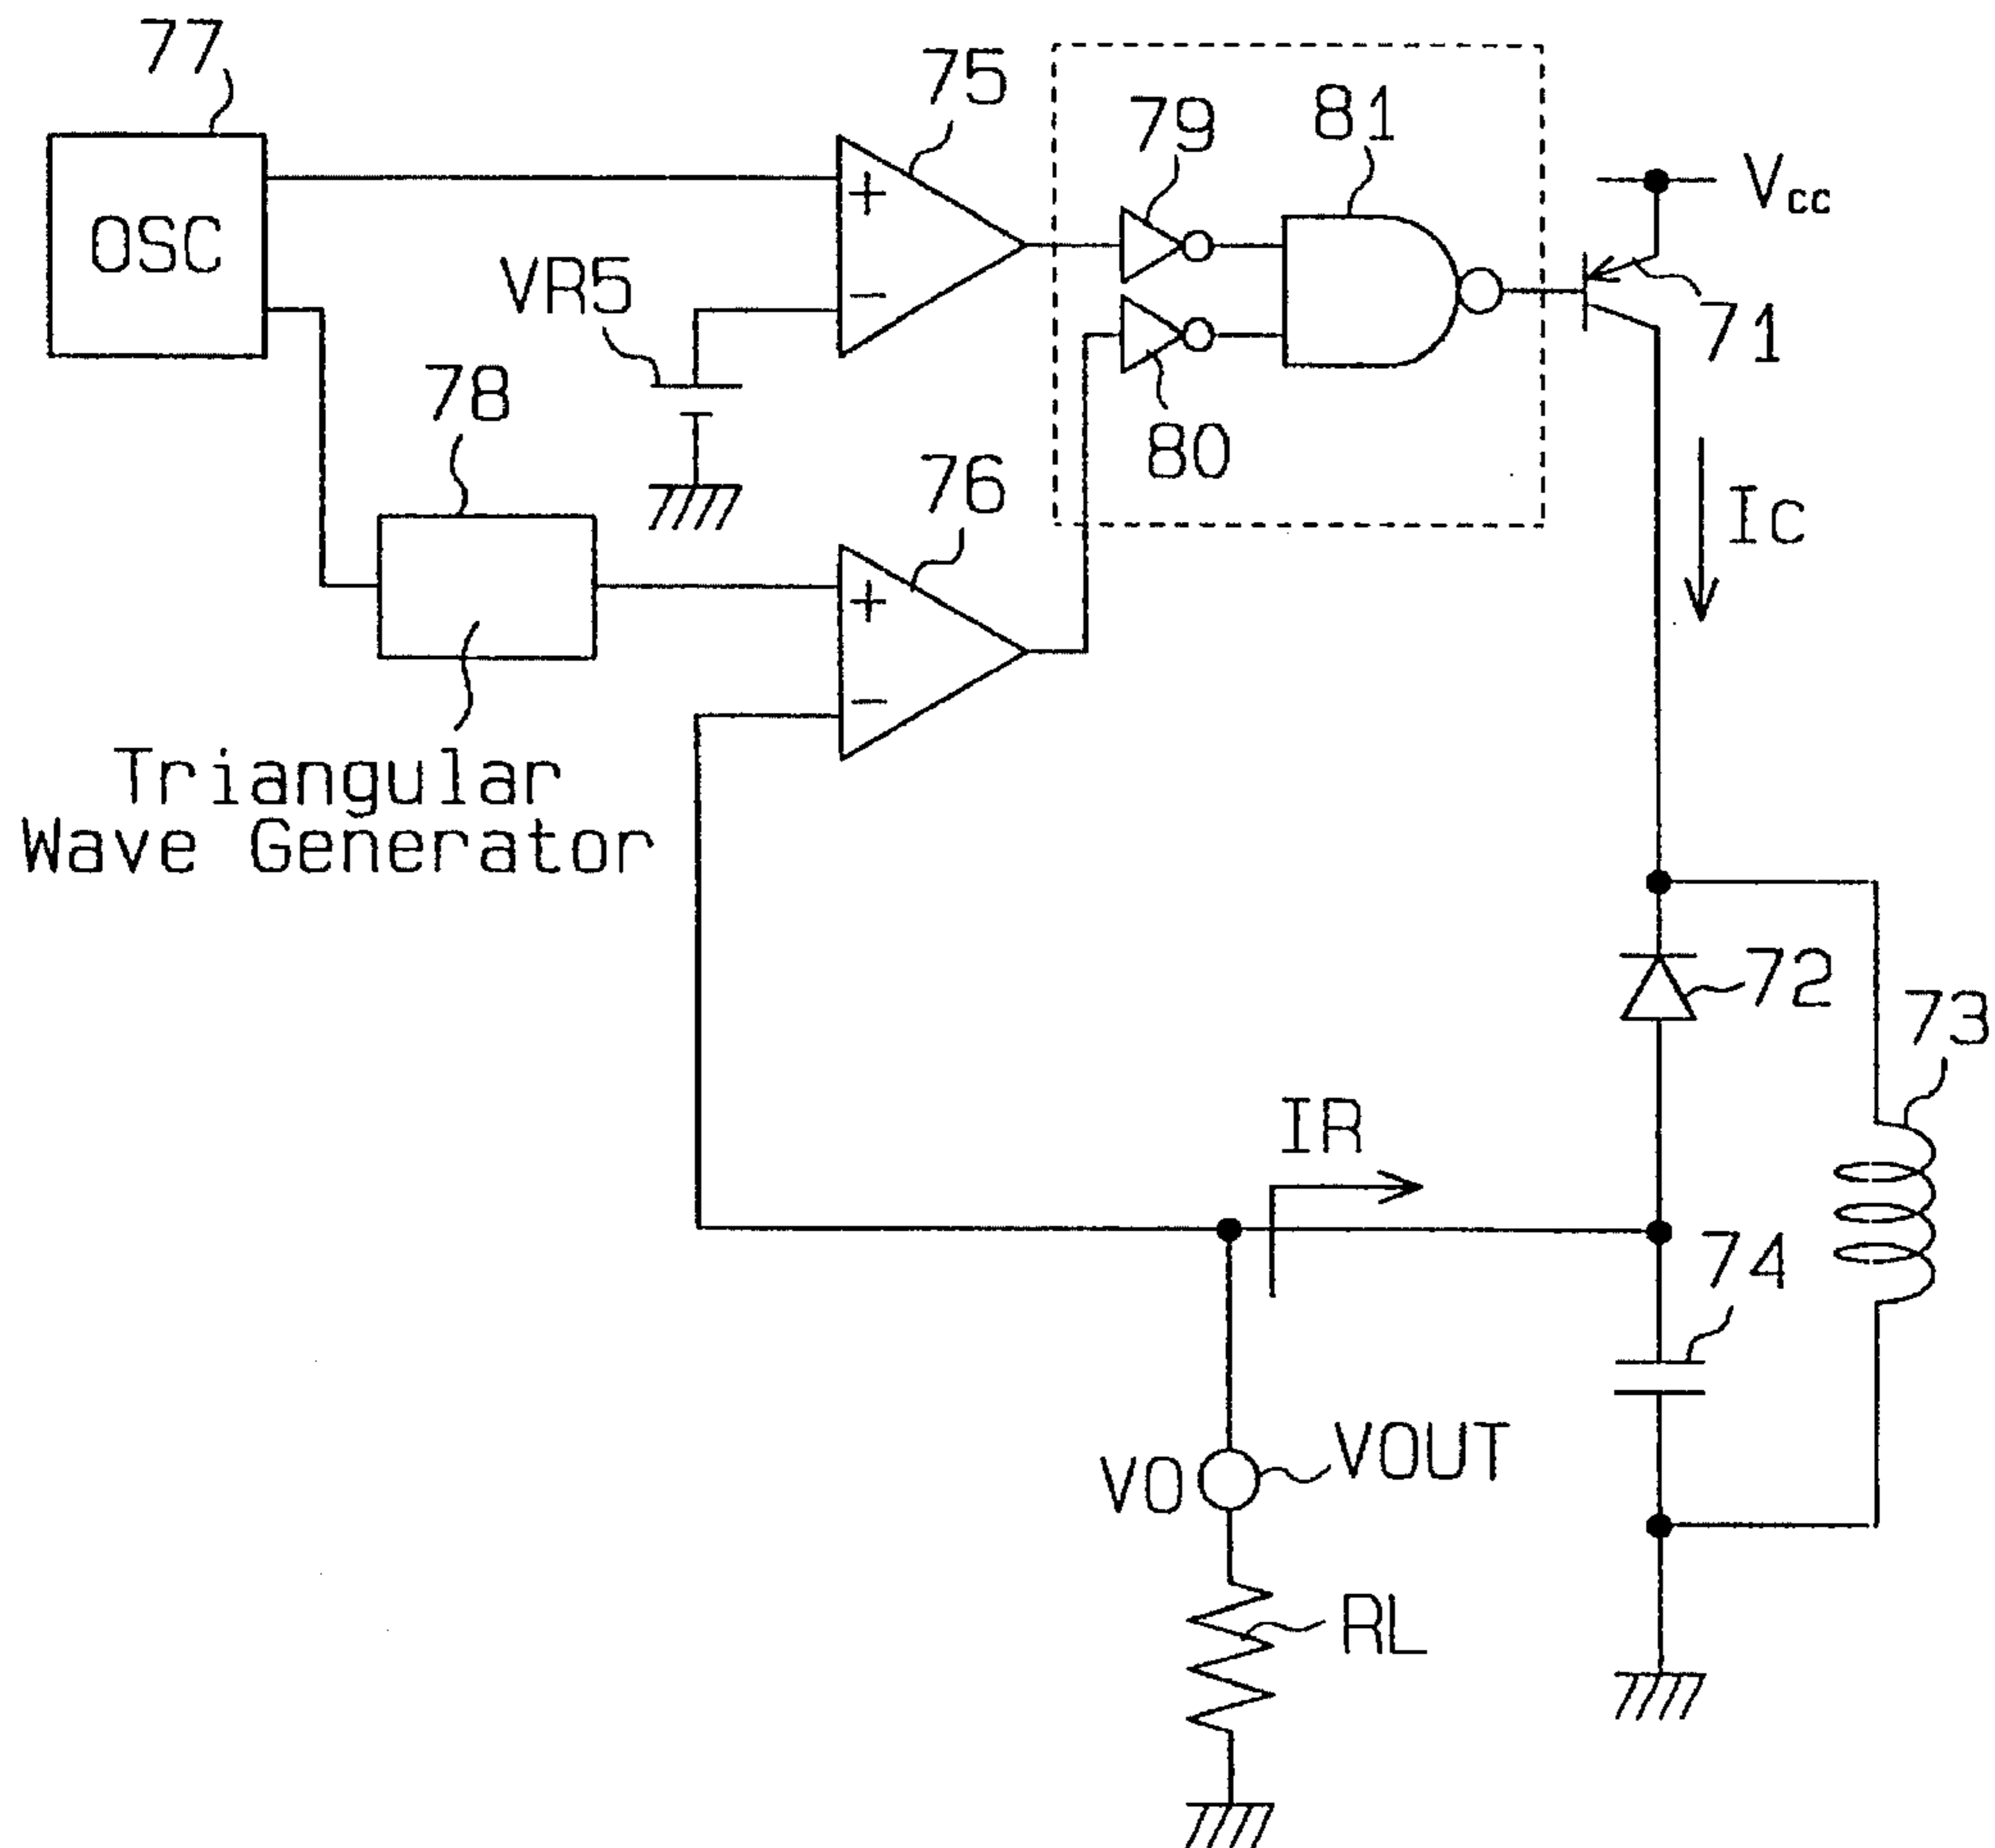 77
75
79
81
OSC
VR5
Vcc
71
78
80
76
IC
+
−
+
−
Triangular
Wave Generator
72
73
IR
74
VO
VOUT
RL